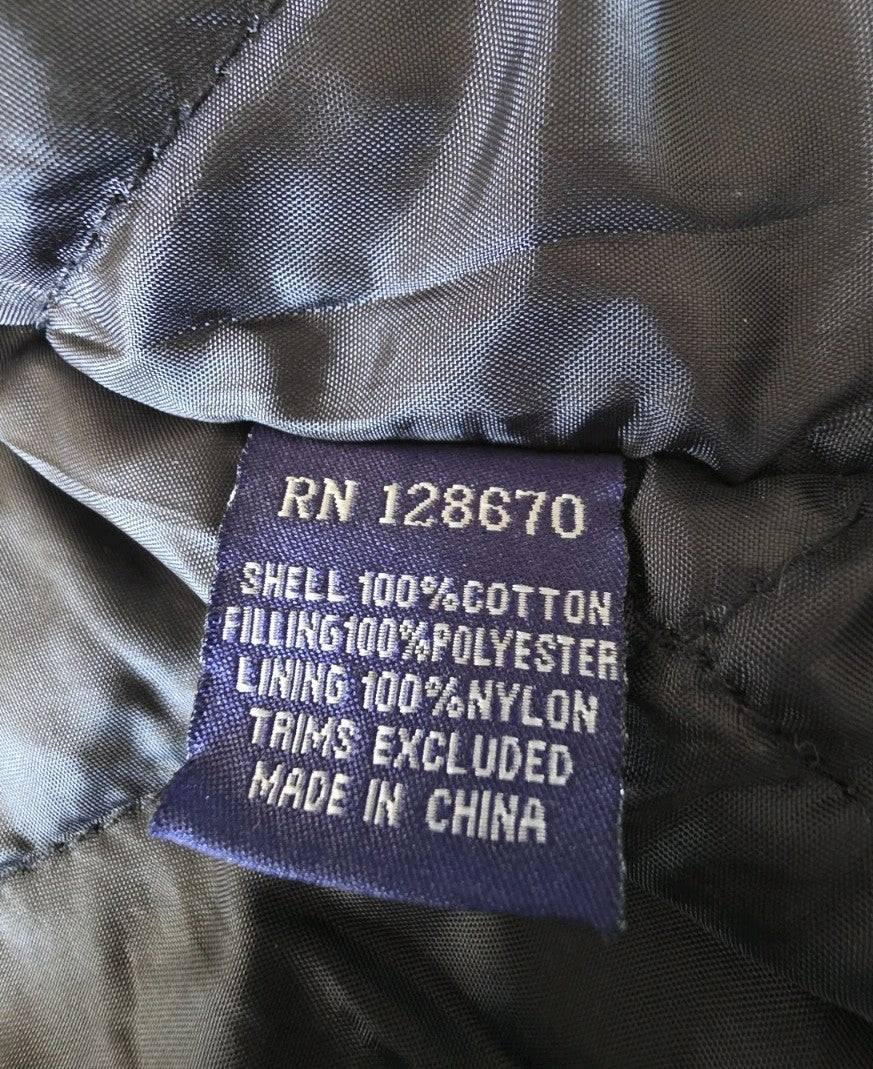 RN 128670
SHELL 100%COTTON
FILLING100%POLYESTER
LINING 100%NYLON
TRIMS EXCLUDED
MADE IN CHINA